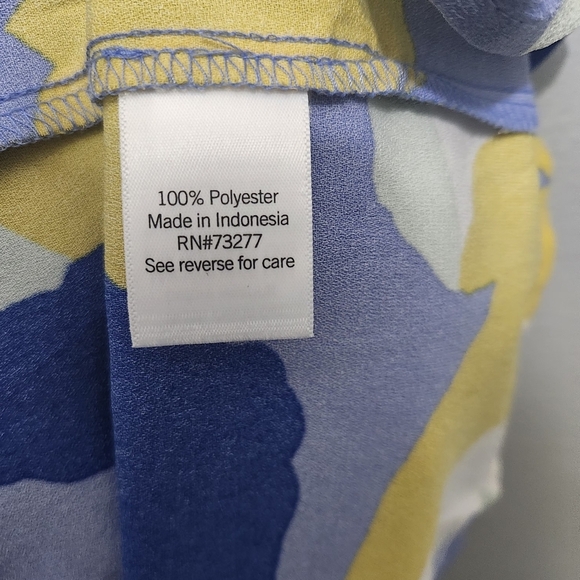 100% Polyester
Made in Indonesia
RN#73277
See reverse for care